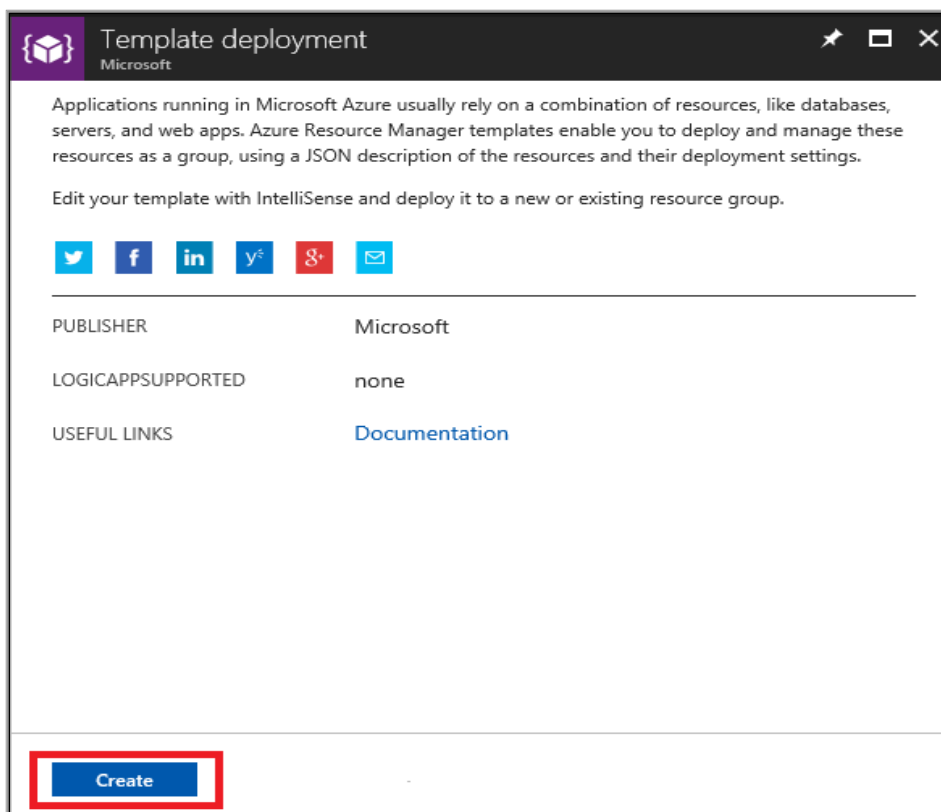 Template deployment
Microsoft
Applications running in Microsoft Azure usually rely on a combination of resources, like databases,
servers, and web apps. Azure Resource Manager templates enable you to deploy and manage these
resources as a group, using a JSON description of the resources and their deployment settings.
Edit your template with IntelliSense and deploy it to a new or existing resource group.
f in y 8+
PUBLISHER Microsoft
LOGICAPPSUPPORTED none
USEFUL LINKS Documentation
Create